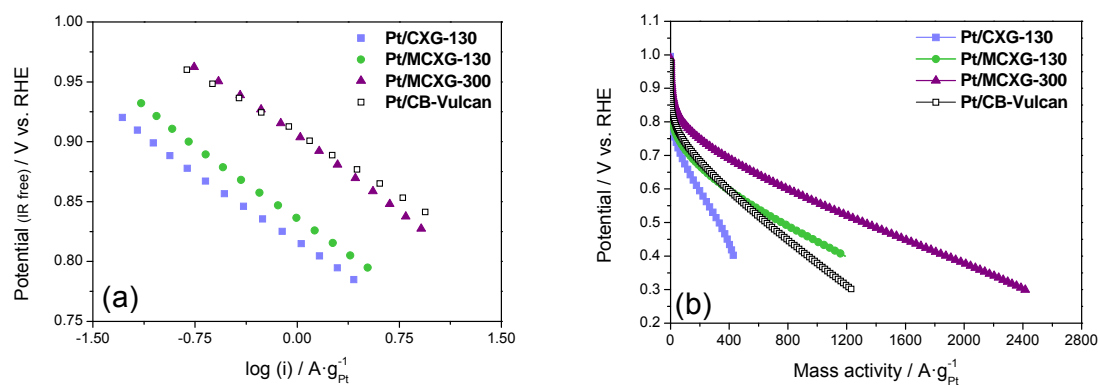 1.00
0.95
0.90
0.85
0.80
0.75
Potential (IR free) / V vs. RHE
Pt/CXG-130
Pt/MCXG-130
Pt/MCXG-300
Pt/CB-Vulcan
(a)
-1.50 -0.75 0.00 0.75 1.50
log (i) / A·g⁻¹Pt
1.1
1.0
0.9
0.8
0.7
0.6
0.5
0.4
0.3
0.2
Potential / V vs. RHE
Pt/CXG-130
Pt/MCXG-130
Pt/MCXG-300
Pt/CB-Vulcan
(b)
0 400 800 1200 1600 2000 2400 2800
Mass activity / A·g⁻¹Pt